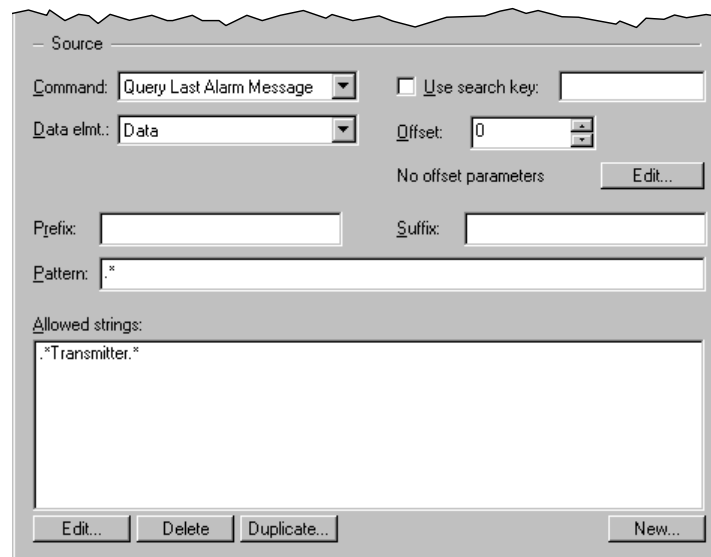 Source
Command: Query Last Alarm Message
Use search key:
Data elmt.: Data
Offset: 0
No offset parameters Edit...
Prefix:
Suffix:
Pattern: .*
Allowed strings:
.*Transmitter.*
Edit... Delete Duplicate... New...